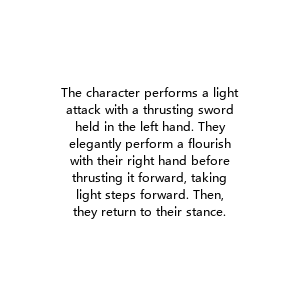 The character performs a light
attack with a thrusting sword
held in the left hand. They
elegantly perform a flourish
with their right hand before
thrusting it forward, taking
light steps forward. Then,
they return to their stance.